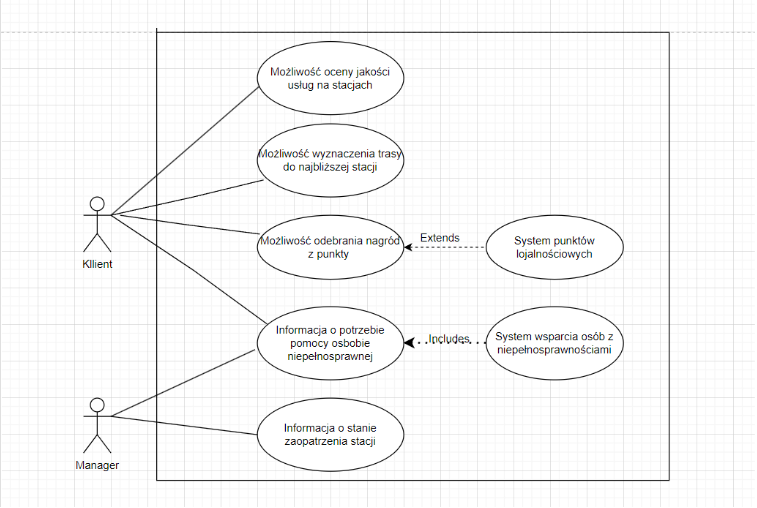 Możliwość oceny jakości
usług na stacjach
Możliwość wyznaczenia trasy
do najbliższej stacji
Możliwość odebrania nagród
z punkty
Extends
System punktów
lojalnościowych
Kllient
Informacja o potrzebie
pomocy osbobie
niepełnosprawnej
Includes
System wsparcia osób z
niepełnosprawnościami
Informacja o stanie
zaopatrzenia stacji
Manager